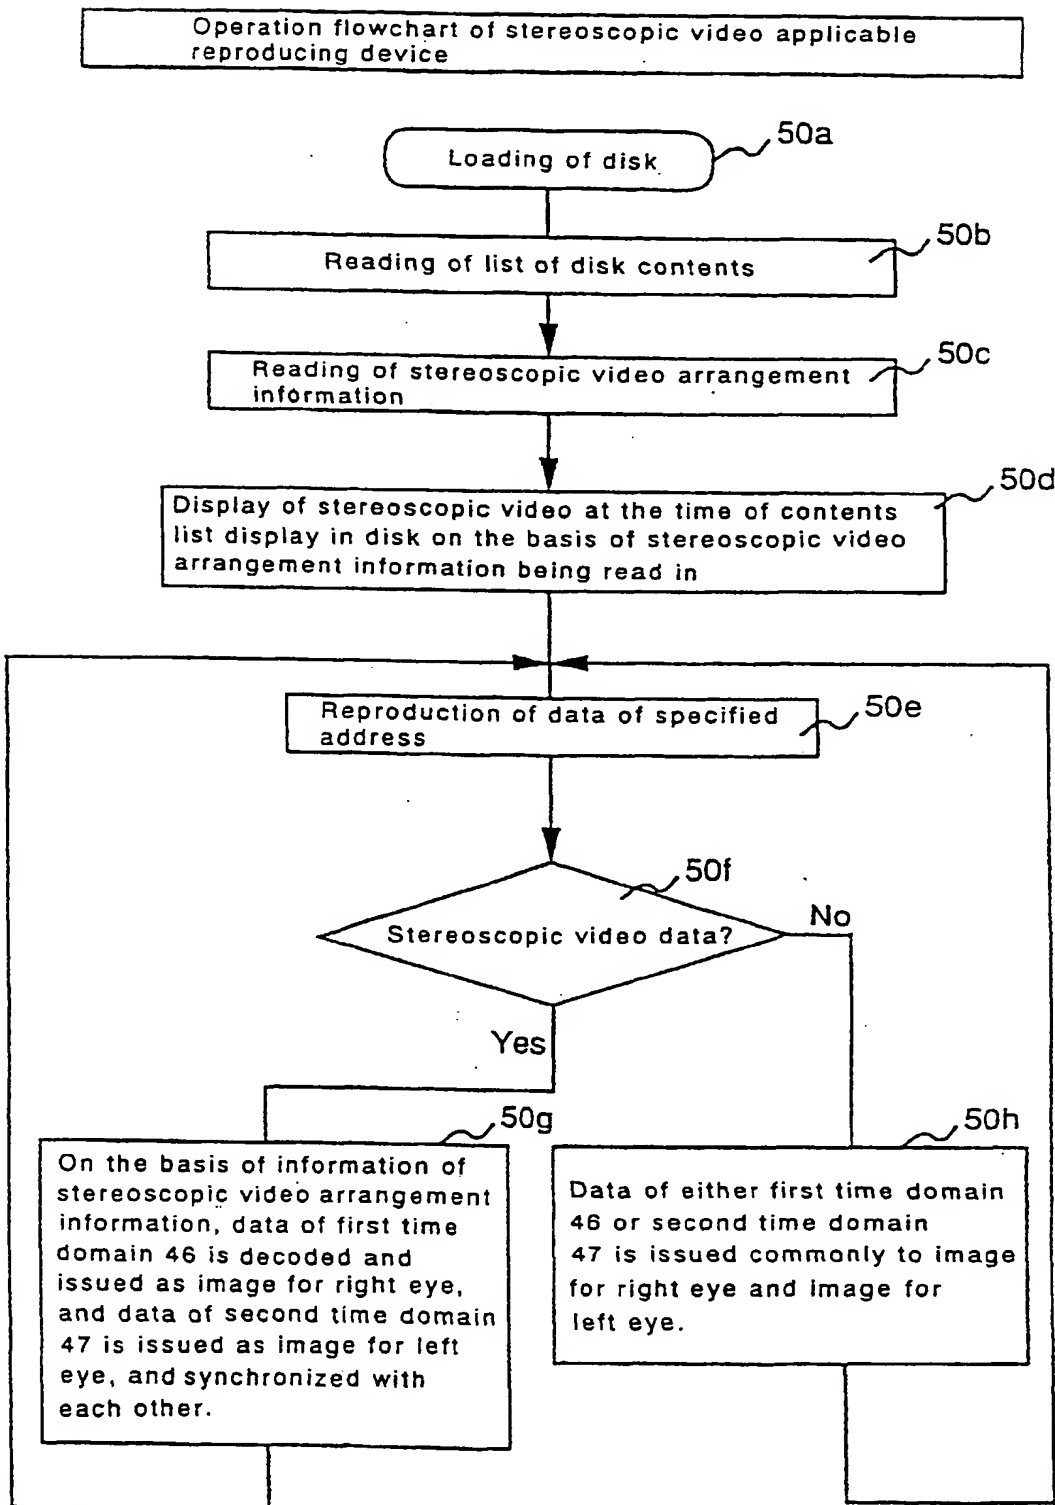 Operation flowchart of stereoscopic video applicable
reproducing device
50a
Loading of disk
50b
Reading of list of disk contents
50c
Reading of stereoscopic video arrangement
information
50d
Display of stereoscopic video at the time of contents
list display in disk on the basis of stereoscopic video
arrangement information being read in
Reproduction of data of specified
address
50e
50f
Stereoscopic video data?
No
Yes
50g
On the basis of information of
stereoscopic video arrangement
information, data of first time
domain 46 is decoded and
issued as image for right eye,
and data of second time domain
47 is issued as image for left
eye, and synchronized with
each other.
50h
Data of either first time domain
46 or second time domain
47 is issued commonly to image
for right eye and image for
left eye.